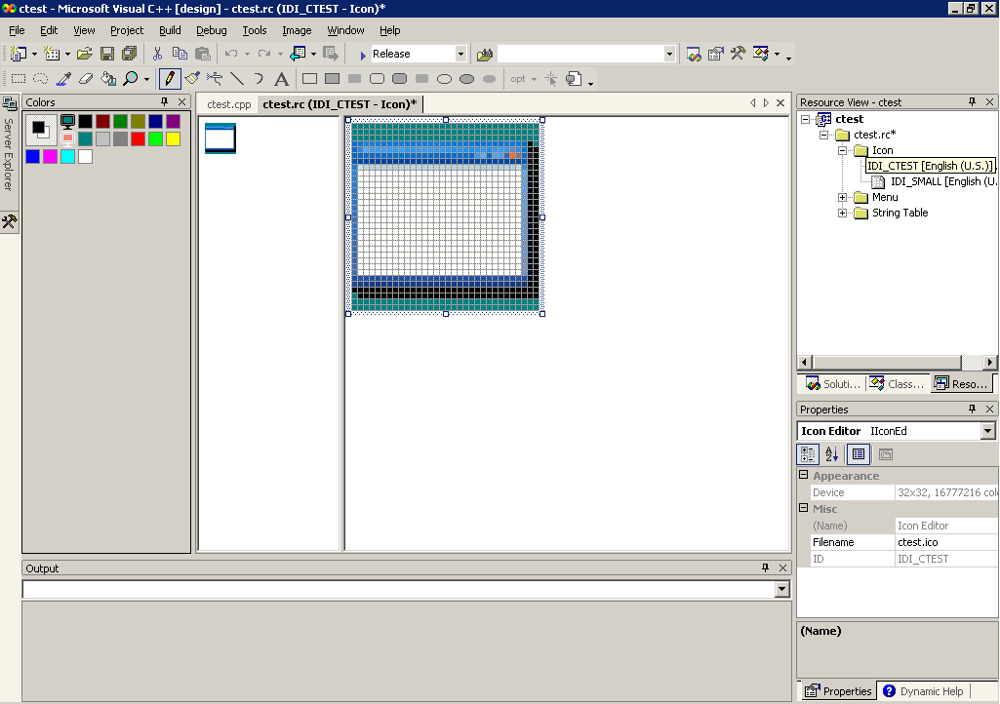 ctest - Microsoft Visual C++ [design] - ctest.rc (IDI_CTEST - Icon)*
File Edit View Project Build Debug Tools Image Window Help
Release
opt
Colors
ctest.cpp ctest.rc (IDI_CTEST - Icon)*
Server Explorer
Resource View - ctest
ctest
ctest.rc*
Icon
IDI_CTEST [English (U.S.)]
IDI_SMALL [English (U.
Menu
String Table
Soluti... Class... Reso...
Properties
Icon Editor IIconEd
Appearance
Device 32x32, 16777216 colo
Misc
(Name) Icon Editor
Filename ctest.ico
ID IDI_CTEST
(Name)
Properties Dynamic Help
Output